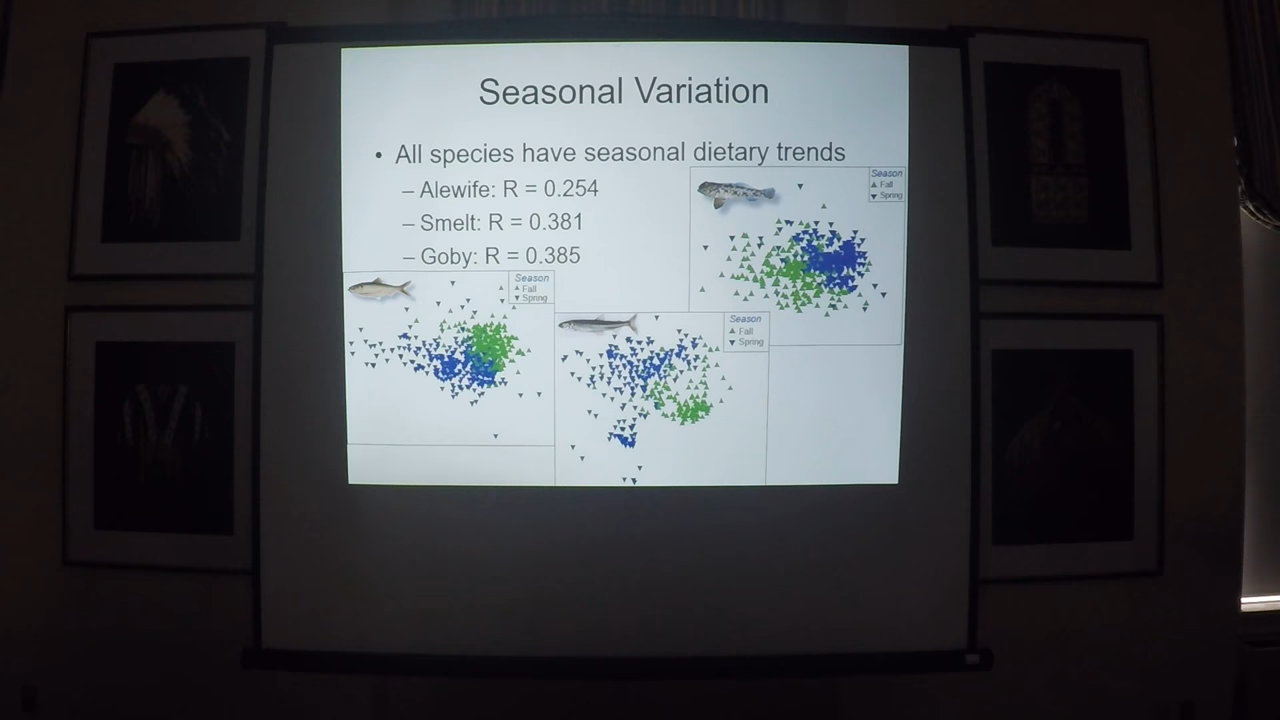 Seasonal Variation
• All species have seasonal dietary trends
– Alewife: R = 0.254
– Smelt: R = 0.381
– Goby: R = 0.385
Season
Fall
Spring
Season
Fall
Spring
Season
Fall
Spring